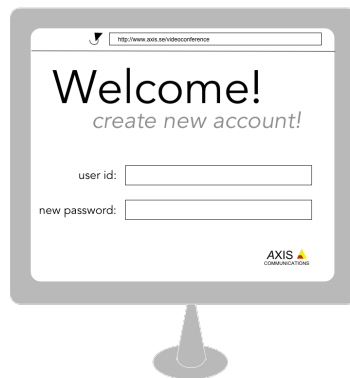 http://www.axis.se/videoconference
Welcome!
create new account!
user id:
new password:
AXIS
COMMUNICATIONS